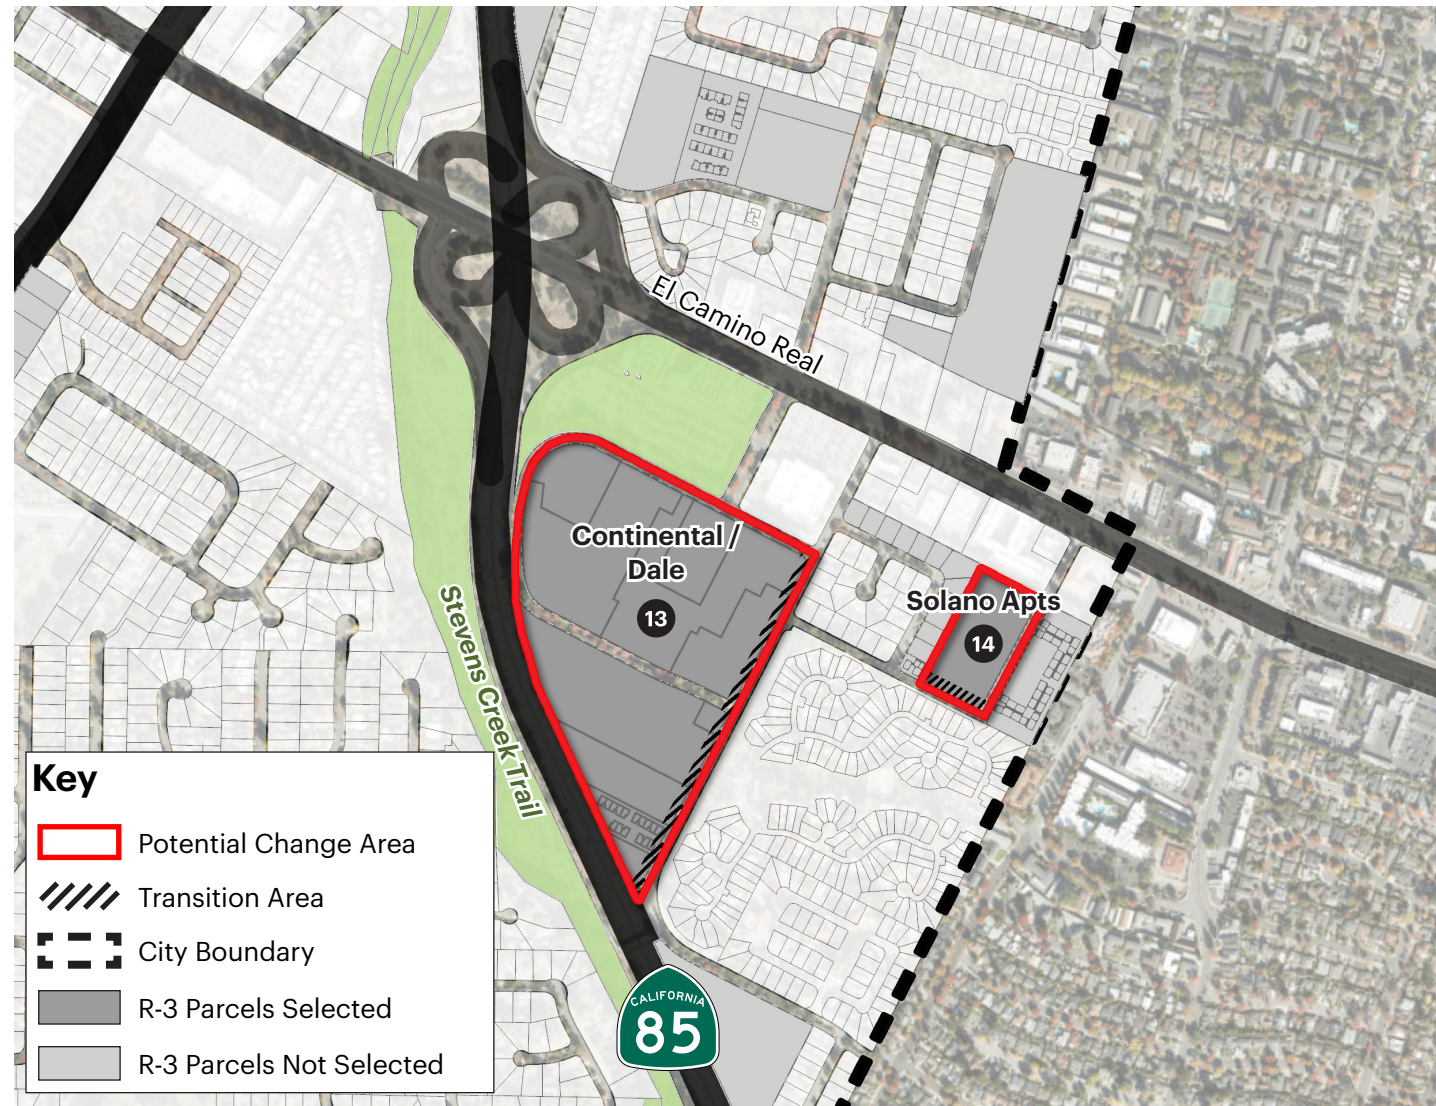 El Camino Real
Continental /
Dale
13
Solano Apts
14
Stevens Creek Trail
Key
Potential Change Area
Transition Area
City Boundary
R-3 Parcels Selected
R-3 Parcels Not Selected
CALIFORNIA
85